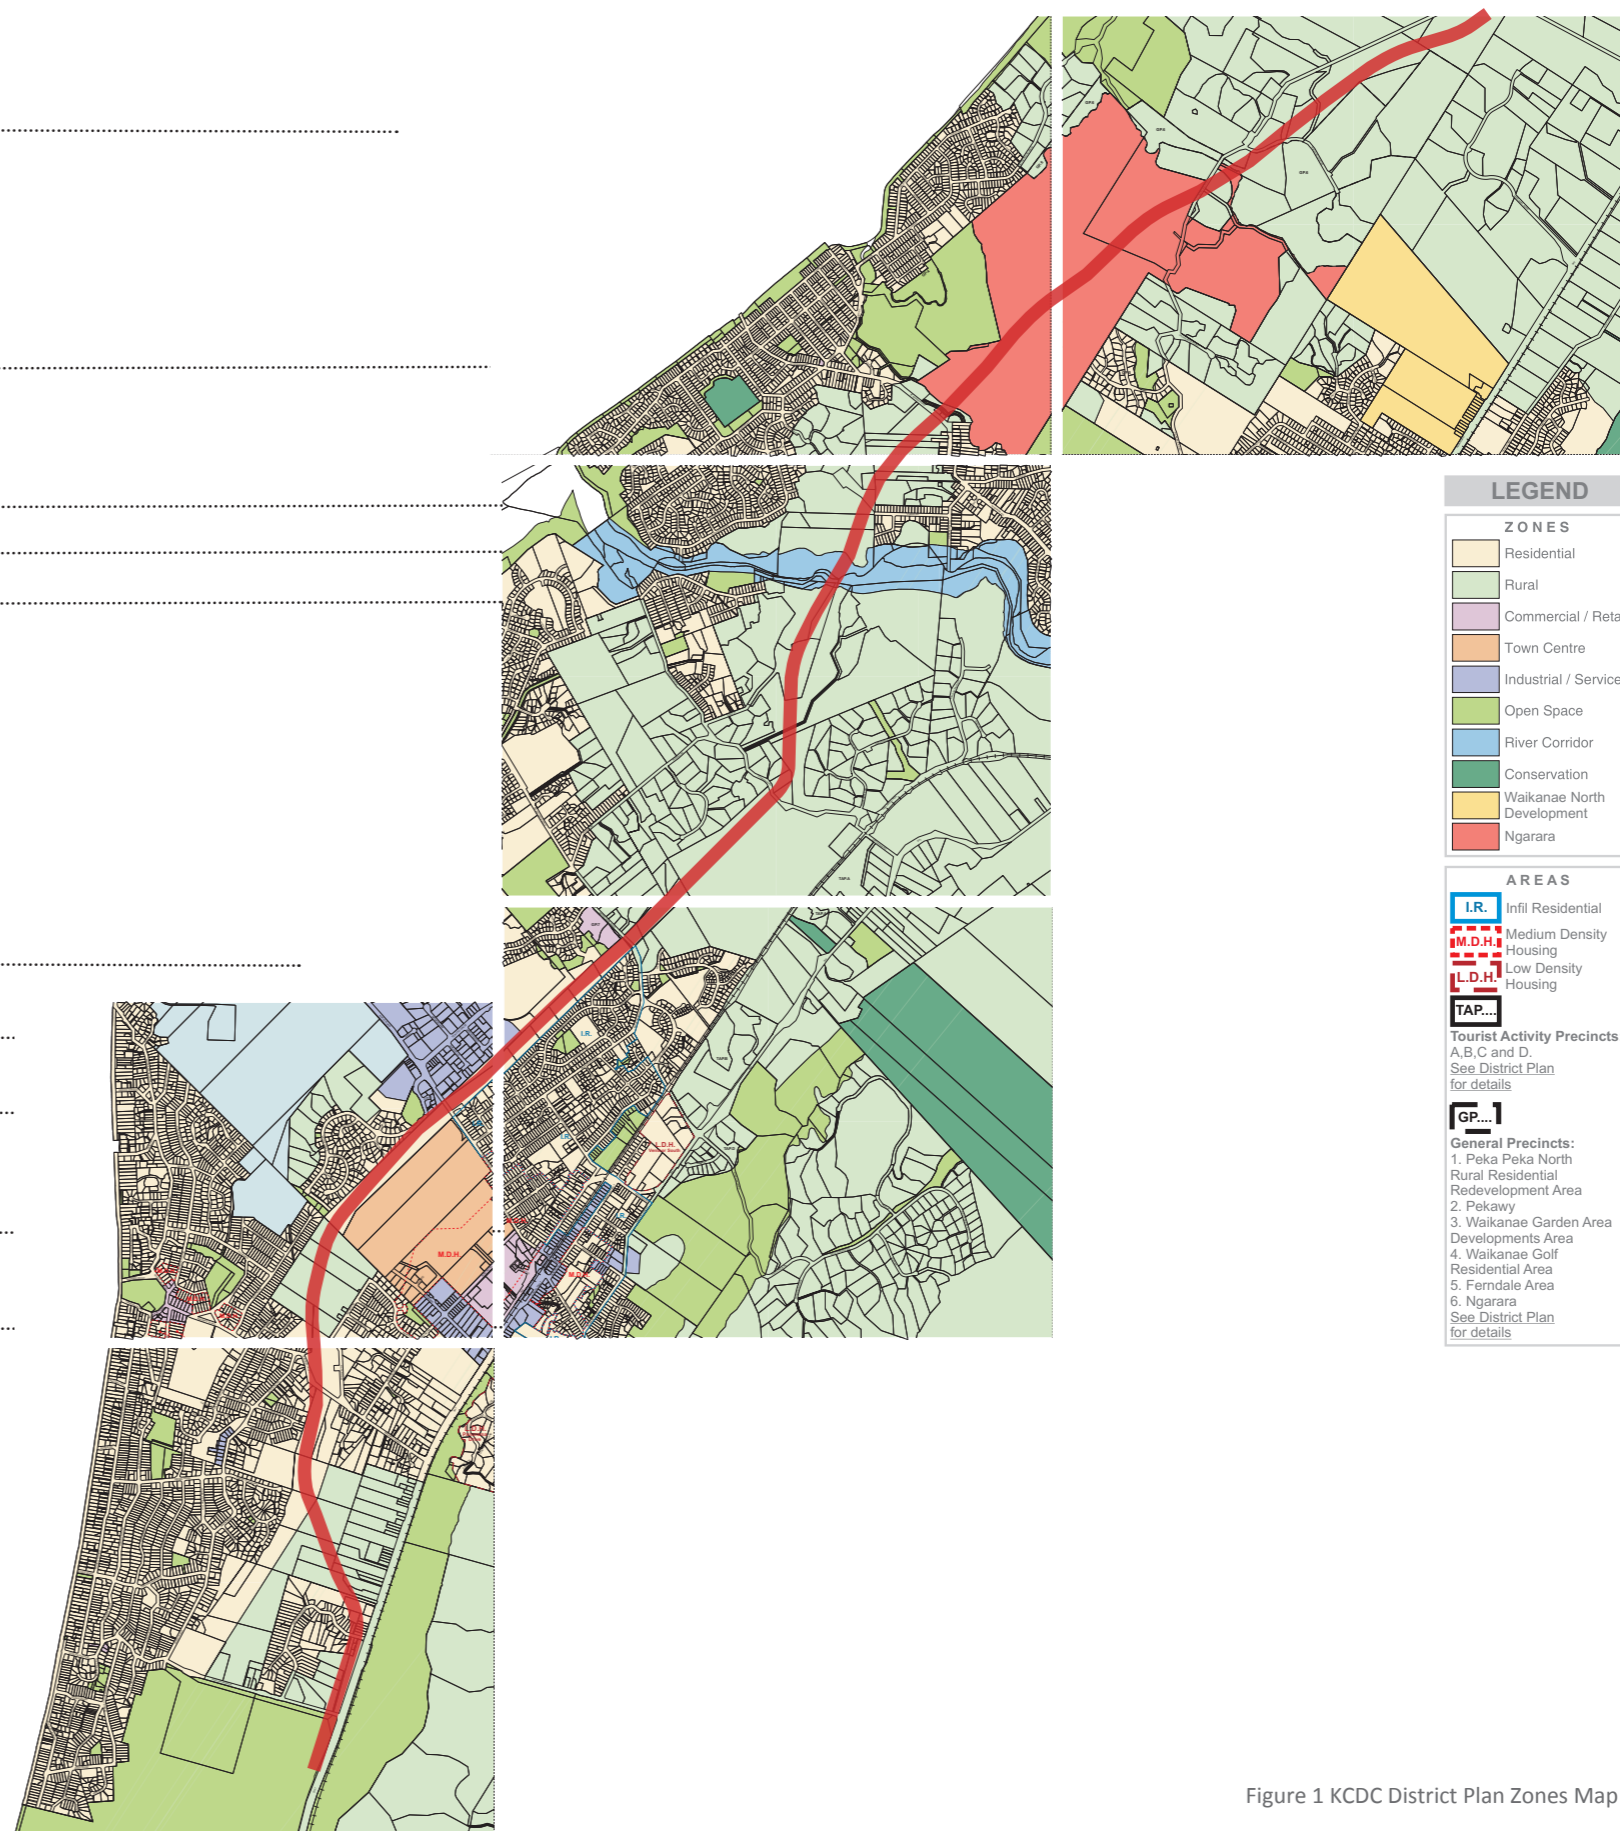 LEGEND
ZONES
Residential
Rural
Commercial / Reta
Town Centre
Industrial / Service
Open Space
River Corridor
Conservation
Waikanae North
Development
Ngarara
AREAS
I.R. Infil Residential
M.D.H. Medium Density
Housing
L.D.H. Low Density
Housing
TAP....
Tourist Activity Precincts
A,B,C and D.
See District Plan
for details
GP....
General Precincts:
1. Peka Peka North
Rural Residential
Redevelopment Area
2. Pekawy
3. Waikanae Garden Area
Developments Area
4. Waikanae Golf
Residential Area
5. Ferndale Area
6. Ngarara
See District Plan
for details
I.R.
I.R.
L.D.H.
M.D.H.
M.D.H.
Figure 1 KCDC District Plan Zones Map